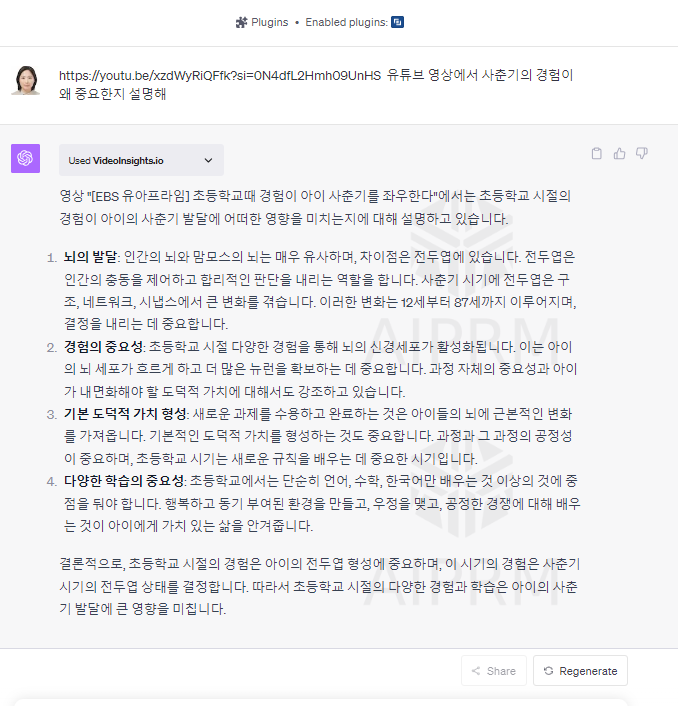 Plugins • Enabled plugins:
https://youtu.be/xzdWyRiQFfk?si=0N4dfL2Hmh09UnHS 유튜브 영상에서 사춘기의 경험이
왜 중요한지 설명해
Used VideoInsights.io
영상 "[EBS 유아프라임] 초등학교때 경험이 아이 사춘기를 좌우한다"에서는 초등학교 시절의
경험이 아이의 사춘기 발달에 어떠한 영향을 미치는지에 대해 설명하고 있습니다.
1. 뇌의 발달: 인간의 뇌와 맘모스의 뇌는 매우 유사하며, 차이점은 전두엽에 있습니다. 전두엽은
인간의 충동을 제어하고 합리적인 판단을 내리는 역할을 합니다. 사춘기 시기에 전두엽은 구
조, 네트워크, 시냅스에서 큰 변화를 겪습니다. 이러한 변화는 12세부터 87세까지 이루어지며,
결정을 내리는 데 중요합니다.
2. 경험의 중요성: 초등학교 시절 다양한 경험을 통해 뇌의 신경세포가 활성화됩니다. 이는 아이
의 뇌 세포가 흐르게 하고 더 많은 뉴런을 확보하는 데 중요합니다. 과정 자체의 중요성과 아이
가 내면화해야 할 도덕적 가치에 대해서도 강조하고 있습니다.
3. 기본 도덕적 가치 형성: 새로운 과제를 수용하고 완료하는 것은 아이들의 뇌에 근본적인 변화
를 가져옵니다. 기본적인 도덕적 가치를 형성하는 것도 중요합니다. 과정과 그 과정의 공정성
이 중요하며, 초등학교 시기는 새로운 규칙을 배우는 데 중요한 시기입니다.
4. 다양한 학습의 중요성: 초등학교에서는 단순히 언어, 수학, 한국어만 배우는 것 이상의 것에 중
점을 둬야 합니다. 행복하고 동기 부여된 환경을 만들고, 우정을 맺고, 공정한 경쟁에 대해 배우
는 것이 아이에게 가치 있는 삶을 안겨줍니다.
결론적으로, 초등학교 시절의 경험은 아이의 전두엽 형성에 중요하며, 이 시기의 경험은 사춘기
시기의 전두엽 상태를 결정합니다. 따라서 초등학교 시절의 다양한 경험과 학습은 아이의 사춘
기 발달에 큰 영향을 미칩니다.
AIPRM
AIPRM
Share
Regenerate